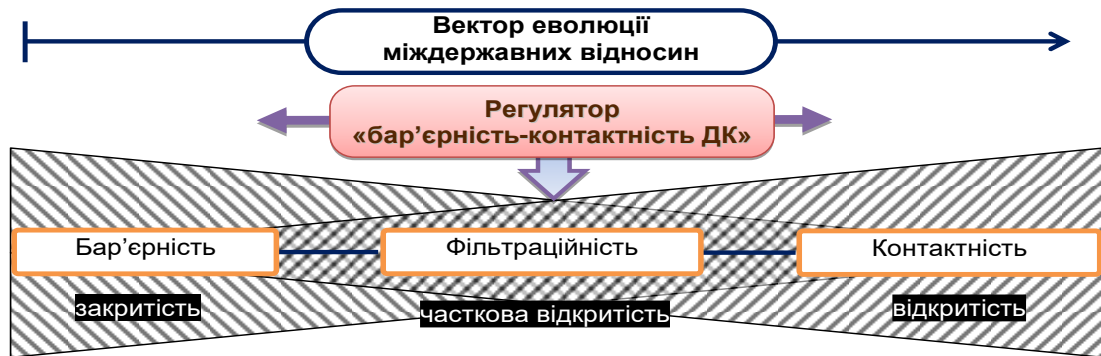 Вектор еволюції
міждержавних відносин
Регулятор
«бар’єрність-контактність ДК»
Бар’єрність
Фільтраційність
Контактність
закритість
часткова відкритість
відкритість